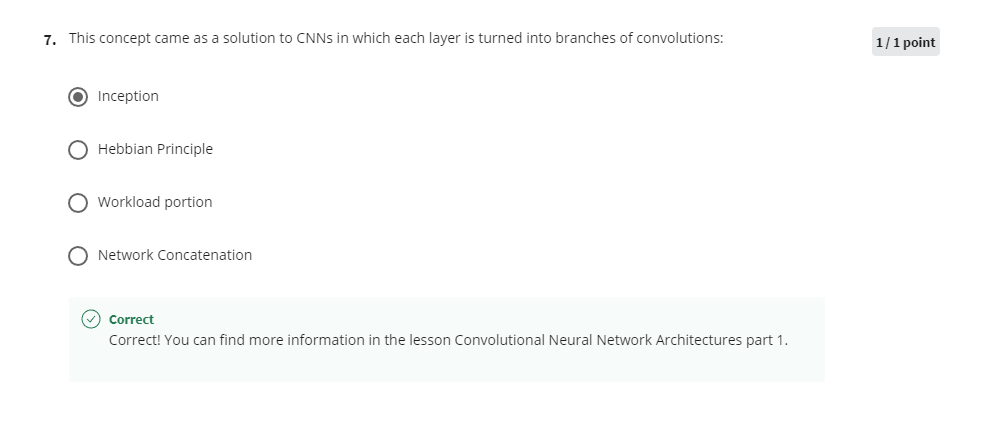 7. This concept came as a solution to CNNs in which each layer is turned into branches of convolutions:
1 / 1 point
Inception
Hebbian Principle
Workload portion
Network Concatenation
Correct
Correct! You can find more information in the lesson Convolutional Neural Network Architectures part 1.